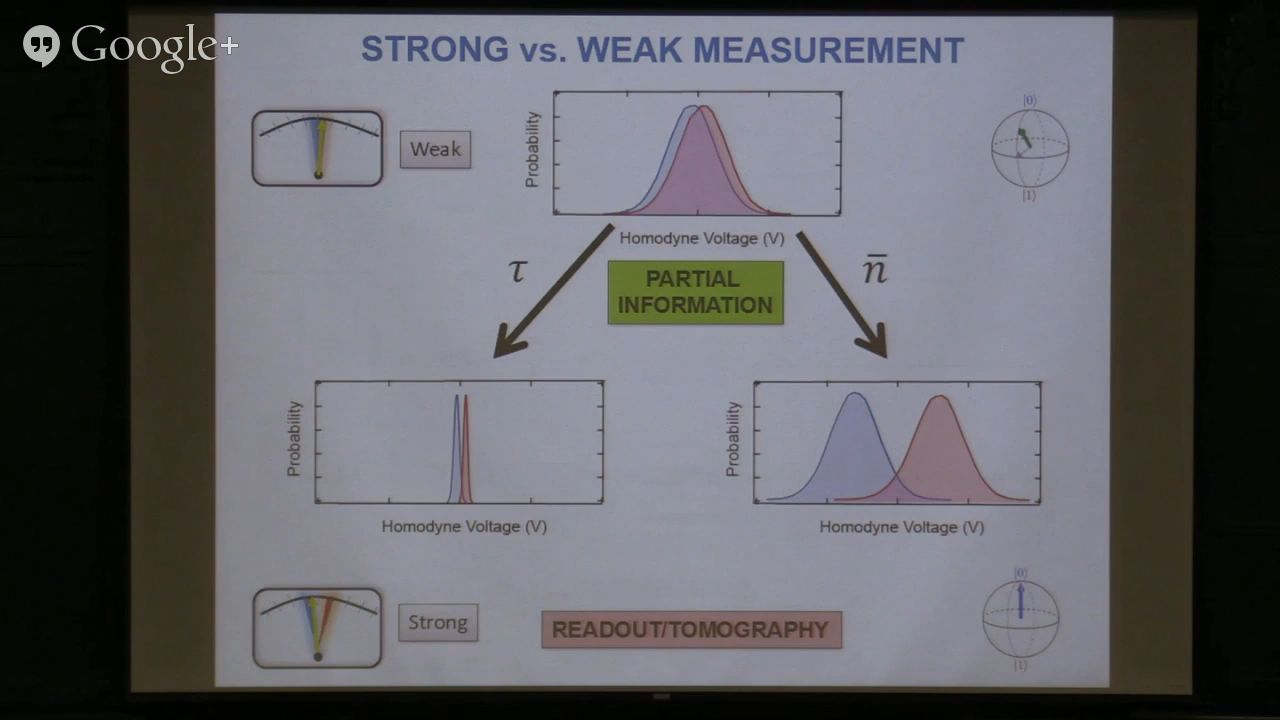 Google+
STRONG vs. WEAK MEASUREMENT
Weak
Probability
|0⟩
|1⟩
Homodyne Voltage (V)
τ
n̅
PARTIAL
INFORMATION
Probability
Homodyne Voltage (V)
Probability
Homodyne Voltage (V)
Strong
READOUT/TOMOGRAPHY
|0⟩
|1⟩